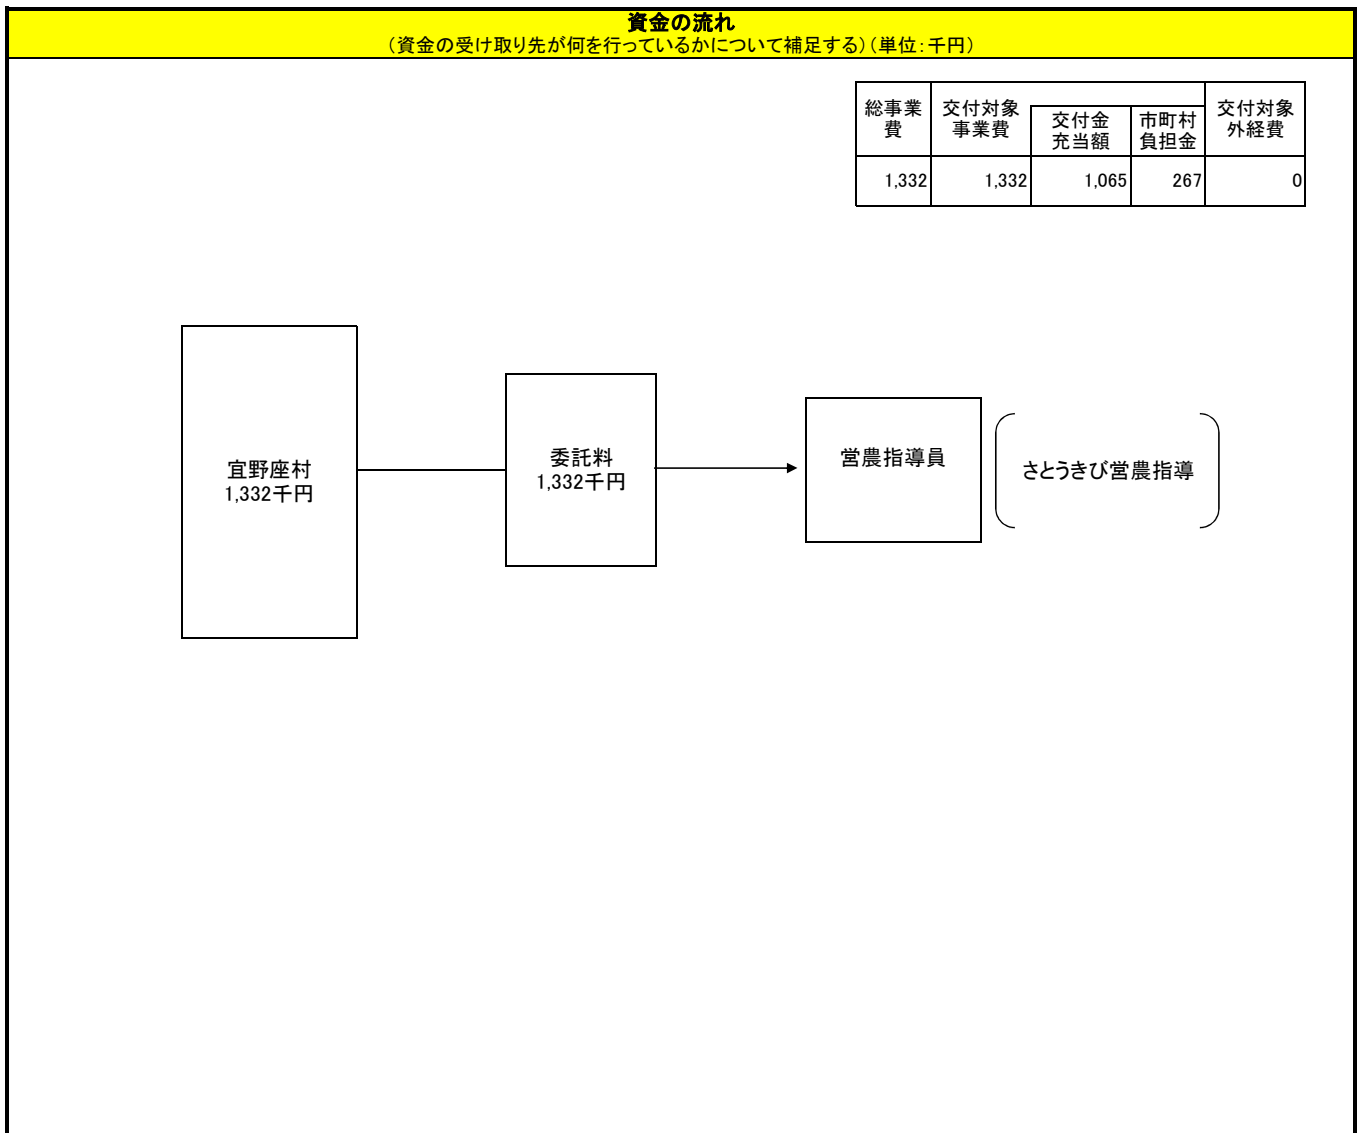 資金の流れ
（資金の受け取り先が何を行っているかについて補足する）（単位：千円）
総事業
費
交付対象
事業費
交付金
充当額
市町村
負担金
交付対象
外経費
1,332
1,332
1,065
267
0
宜野座村
1,332千円
委託料
1,332千円
営農指導員
さとうきび営農指導